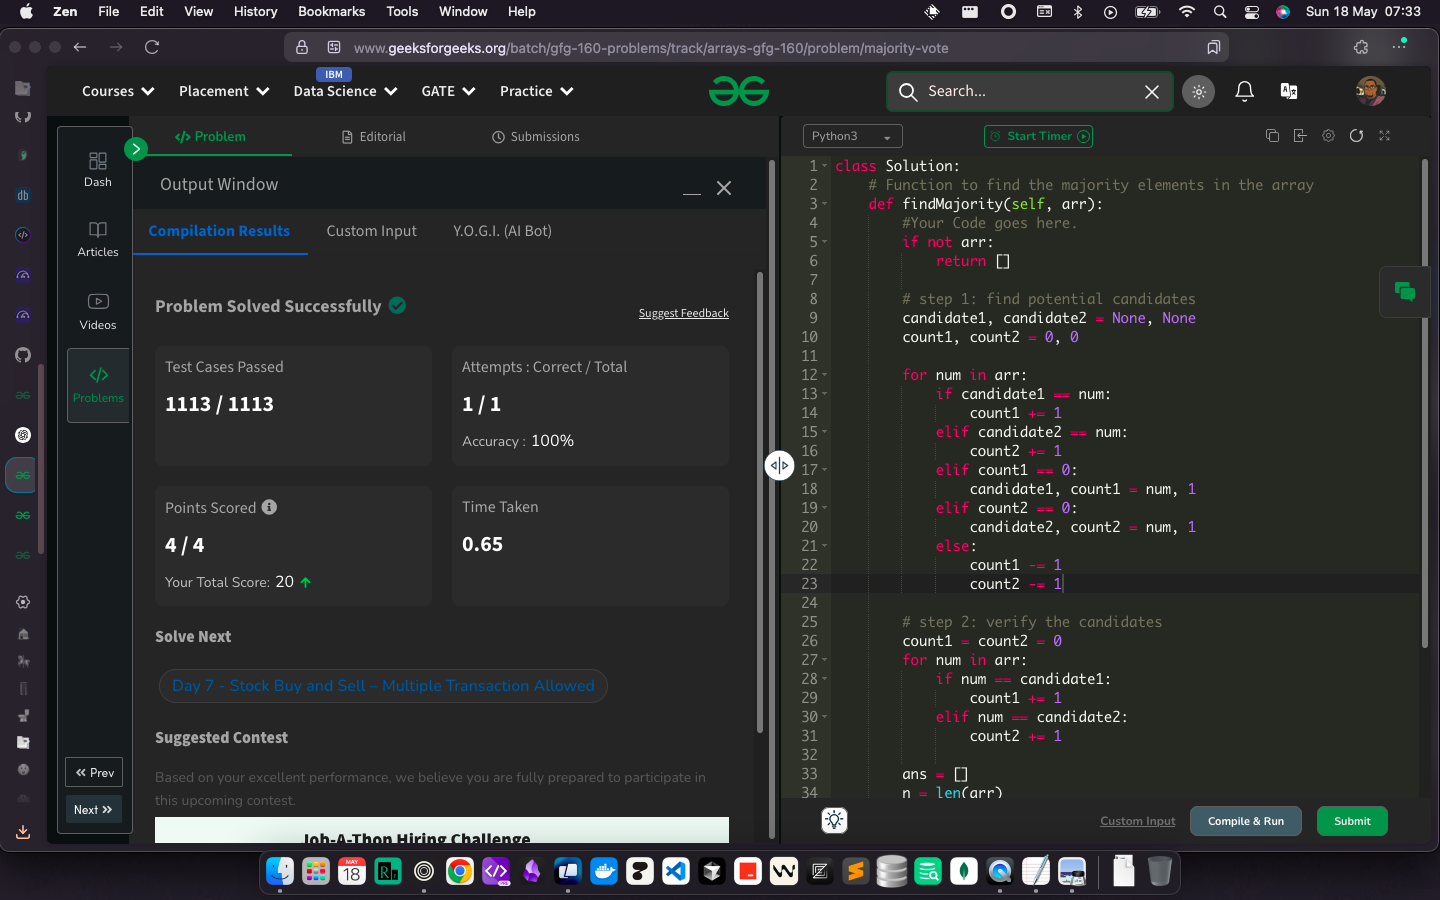 Zen File Edit View History Bookmarks Tools Window Help Sun 18 May 07:33
www.geeksforgeeks.org/batch/gfg-160-problems/track/arrays-gfg-160/problem/majority-vote
IBM
Courses Placement Data Science GATE Practice Search...
Problem Editorial Submissions
Dash
Articles
Videos
Problems
Prev
Next
Output Window
Compilation Results Custom Input Y.O.G.I. (AI Bot)
Problem Solved Successfully
Suggest Feedback
Test Cases Passed
1113 / 1113
Attempts : Correct / Total
1 / 1
Accuracy : 100%
Points Scored
4 / 4
Your Total Score: 20
Time Taken
0.65
Solve Next
Day 7 - Stock Buy and Sell – Multiple Transaction Allowed
Suggested Contest
Based on your excellent performance, we believe you are fully prepared to participate in
this upcoming contest.
Job-A-Thon Hiring Challenge
Python3 Start Timer
1 class Solution:
2 # Function to find the majority elements in the array
3 def findMajority(self, arr):
4 #Your Code goes here.
5 if not arr:
6 return []
7
8 # step 1: find potential candidates
9 candidate1, candidate2 = None, None
10 count1, count2 = 0, 0
11
12 for num in arr:
13 if candidate1 == num:
14 count1 += 1
15 elif candidate2 == num:
16 count2 += 1
17 elif count1 == 0:
18 candidate1, count1 = num, 1
19 elif count2 == 0:
20 candidate2, count2 = num, 1
21 else:
22 count1 -= 1
23 count2 -= 1
24
25 # step 2: verify the candidates
26 count1 = count2 = 0
27 for num in arr:
28 if num == candidate1:
29 count1 += 1
30 elif num == candidate2:
31 count2 += 1
32
33 ans = []
34 n = len(arr)
Custom Input Compile & Run Submit
MAY
18